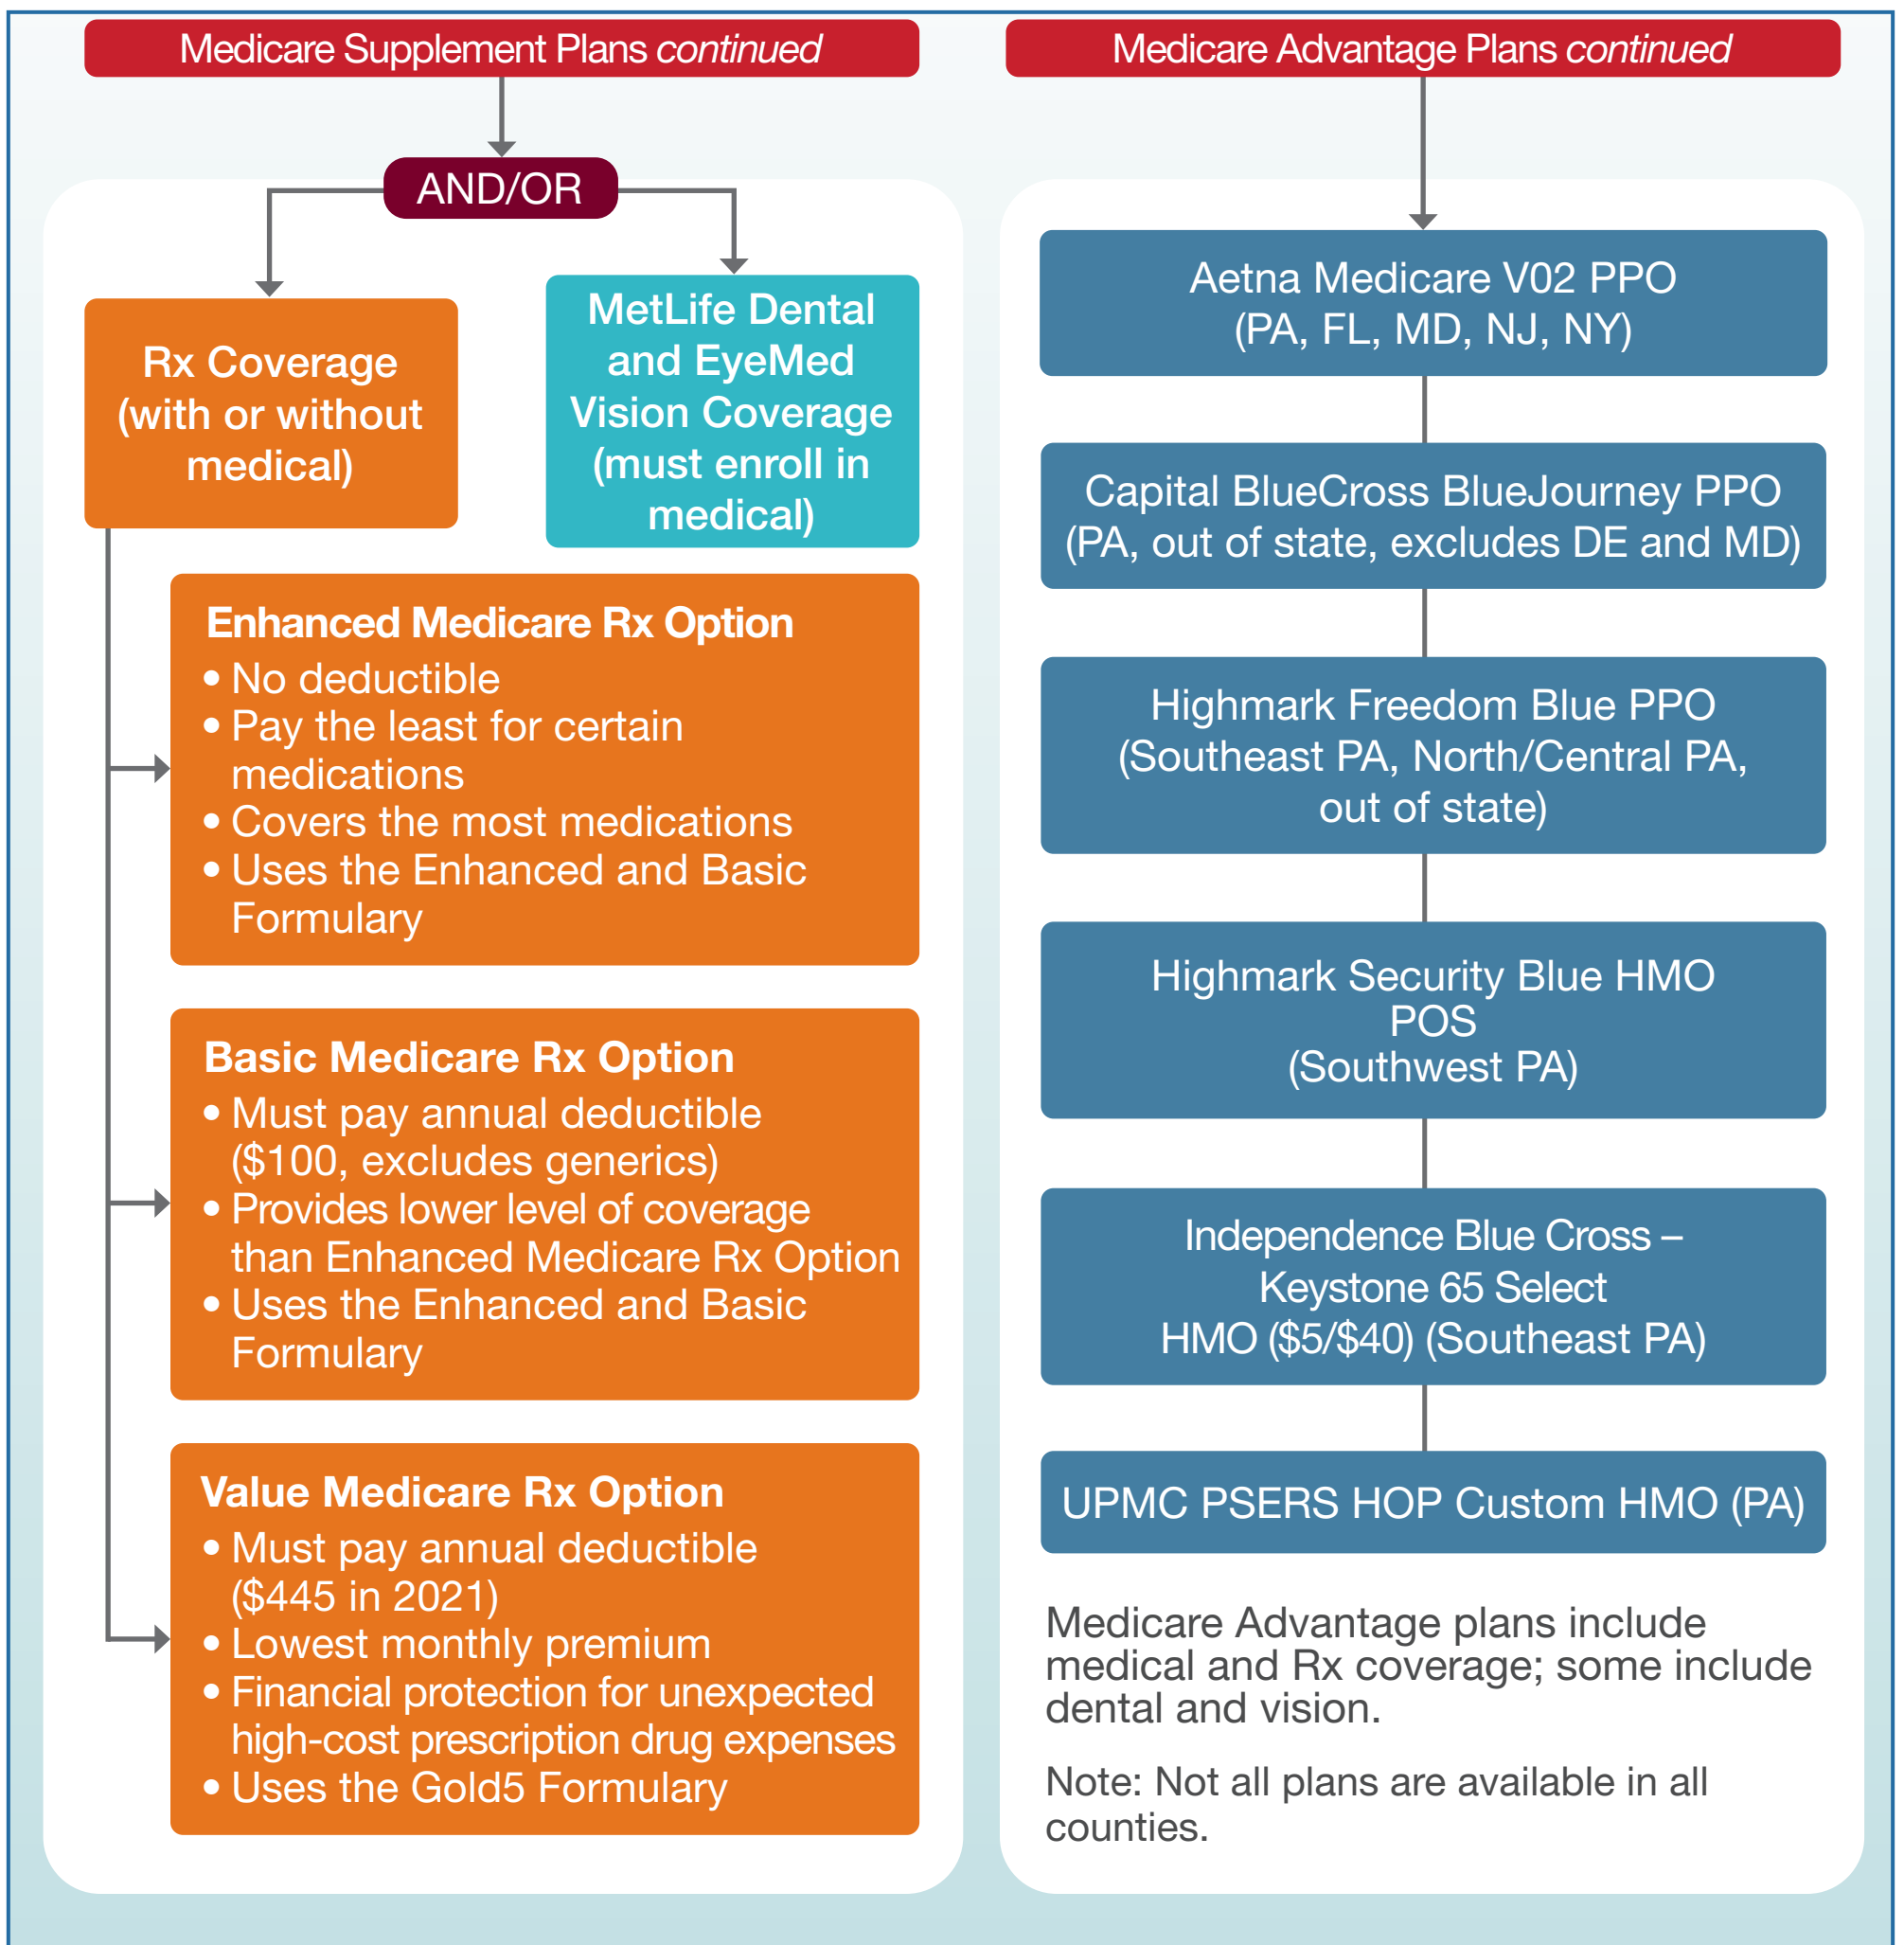 Medicare Supplement Plans continued
AND/OR
Rx Coverage
(with or without
medical)
MetLife Dental
and EyeMed
Vision Coverage
(must enroll in
medical)
Enhanced Medicare Rx Option
• No deductible
• Pay the least for certain
medications
• Covers the most medications
• Uses the Enhanced and Basic
Formulary
Basic Medicare Rx Option
• Must pay annual deductible
($100, excludes generics)
• Provides lower level of coverage
than Enhanced Medicare Rx Option
• Uses the Enhanced and Basic
Formulary
Value Medicare Rx Option
• Must pay annual deductible
($445 in 2021)
• Lowest monthly premium
• Financial protection for unexpected
high-cost prescription drug expenses
• Uses the Gold5 Formulary
Medicare Advantage Plans continued
Aetna Medicare V02 PPO
(PA, FL, MD, NJ, NY)
Capital BlueCross BlueJourney PPO
(PA, out of state, excludes DE and MD)
Highmark Freedom Blue PPO
(Southeast PA, North/Central PA,
out of state)
Highmark Security Blue HMO
POS
(Southwest PA)
Independence Blue Cross –
Keystone 65 Select
HMO ($5/$40) (Southeast PA)
UPMC PSERS HOP Custom HMO (PA)
Medicare Advantage plans include
medical and Rx coverage; some include
dental and vision.
Note: Not all plans are available in all
counties.